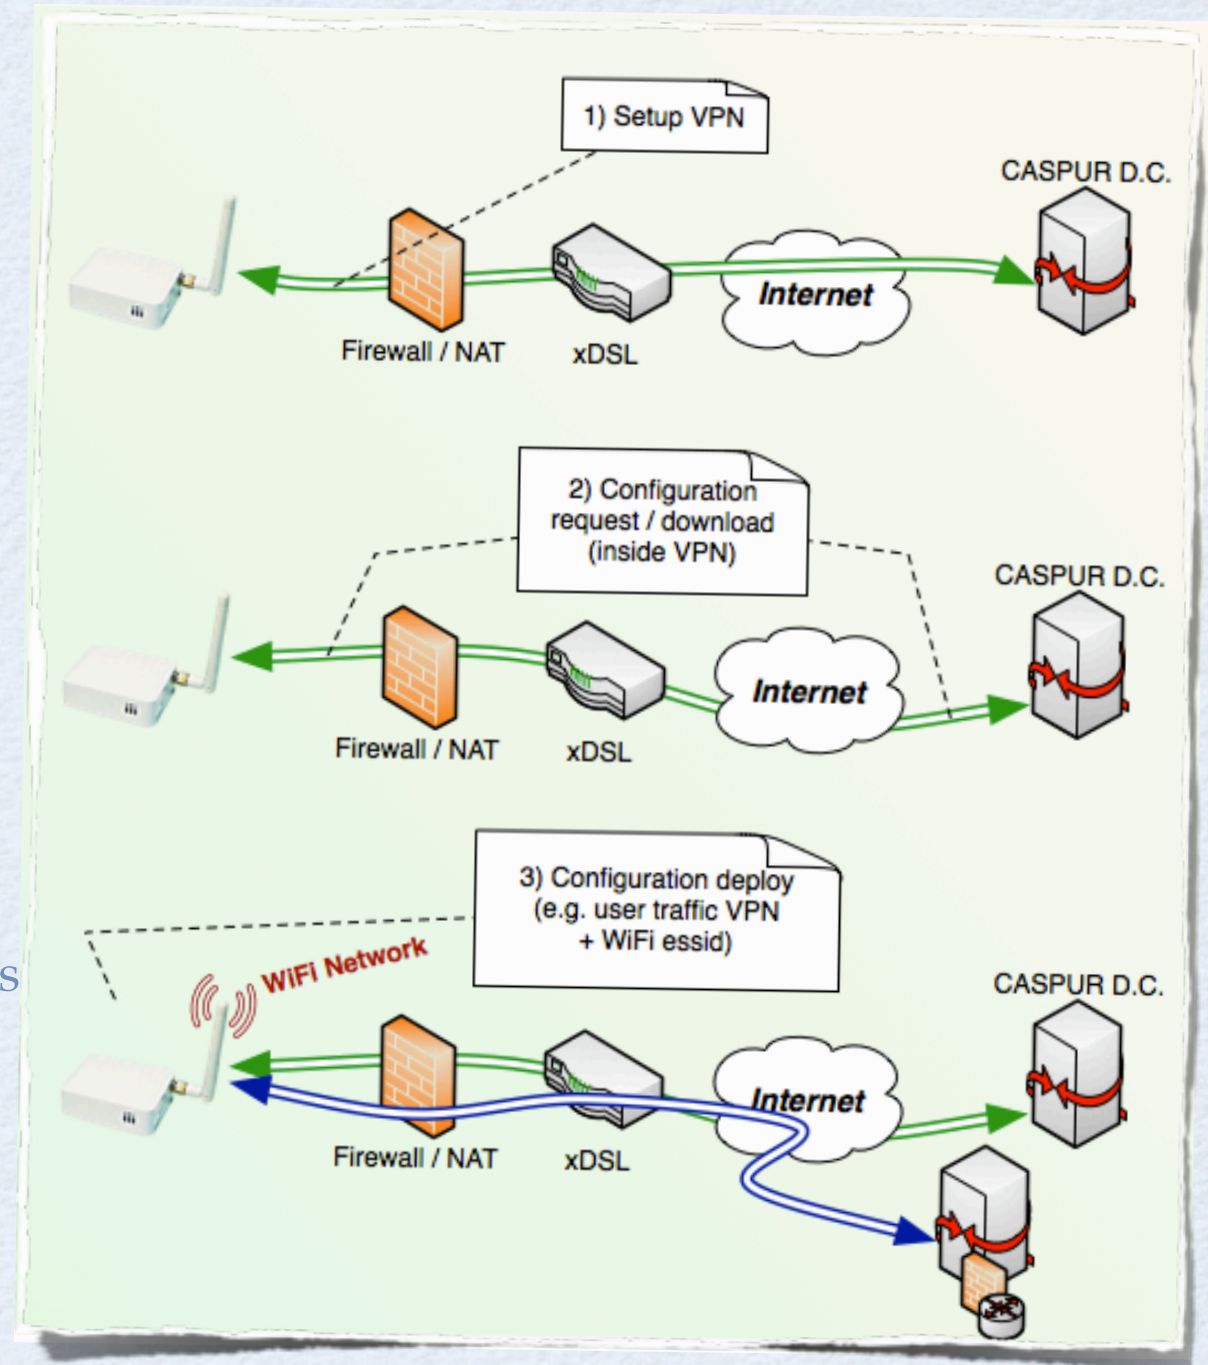 1) Setup VPN
CASPUR D.C.
Internet
Firewall / NAT
xDSL
2) Configuration
request / download
(inside VPN)
CASPUR D.C.
Internet
Firewall / NAT
xDSL
3) Configuration deploy
(e.g. user traffic VPN
+ WiFi essid)
s
WiFi Network
CASPUR D.C.
Internet
Firewall / NAT
xDSL